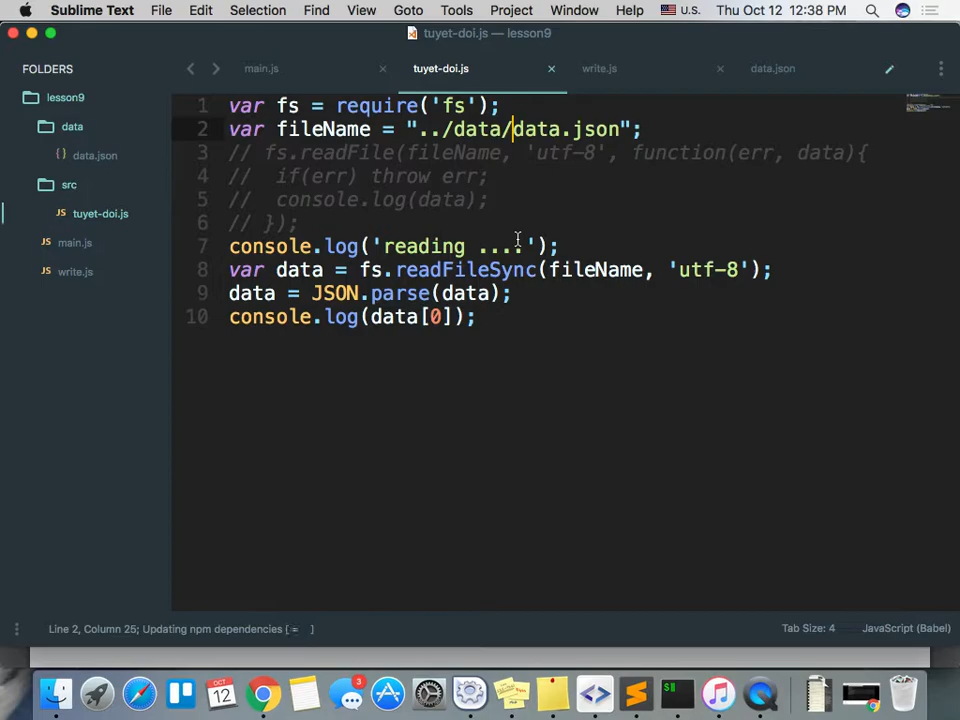 Sublime Text File Edit Selection Find View Goto Tools Project Window Help U.S. Thu Oct 12 12:38 PM
tuyet-doi.js — lesson9
FOLDERS
lesson9
data
data.json
src
tuyet-doi.js
main.js
write.js
main.js tuyet-doi.js write.js data.json
1 var fs = require('fs');
2 var fileName = "../data/data.json";
3 // fs.readFile(fileName, 'utf-8', function(err, data){
4 // if(err) throw err;
5 // console.log(data);
6 // });
7 console.log('reading ....');
8 var data = fs.readFileSync(fileName, 'utf-8');
9 data = JSON.parse(data);
10 console.log(data[0]);
Line 2, Column 25; Updating npm dependencies [ = ] Tab Size: 4 JavaScript (Babel)
12
3